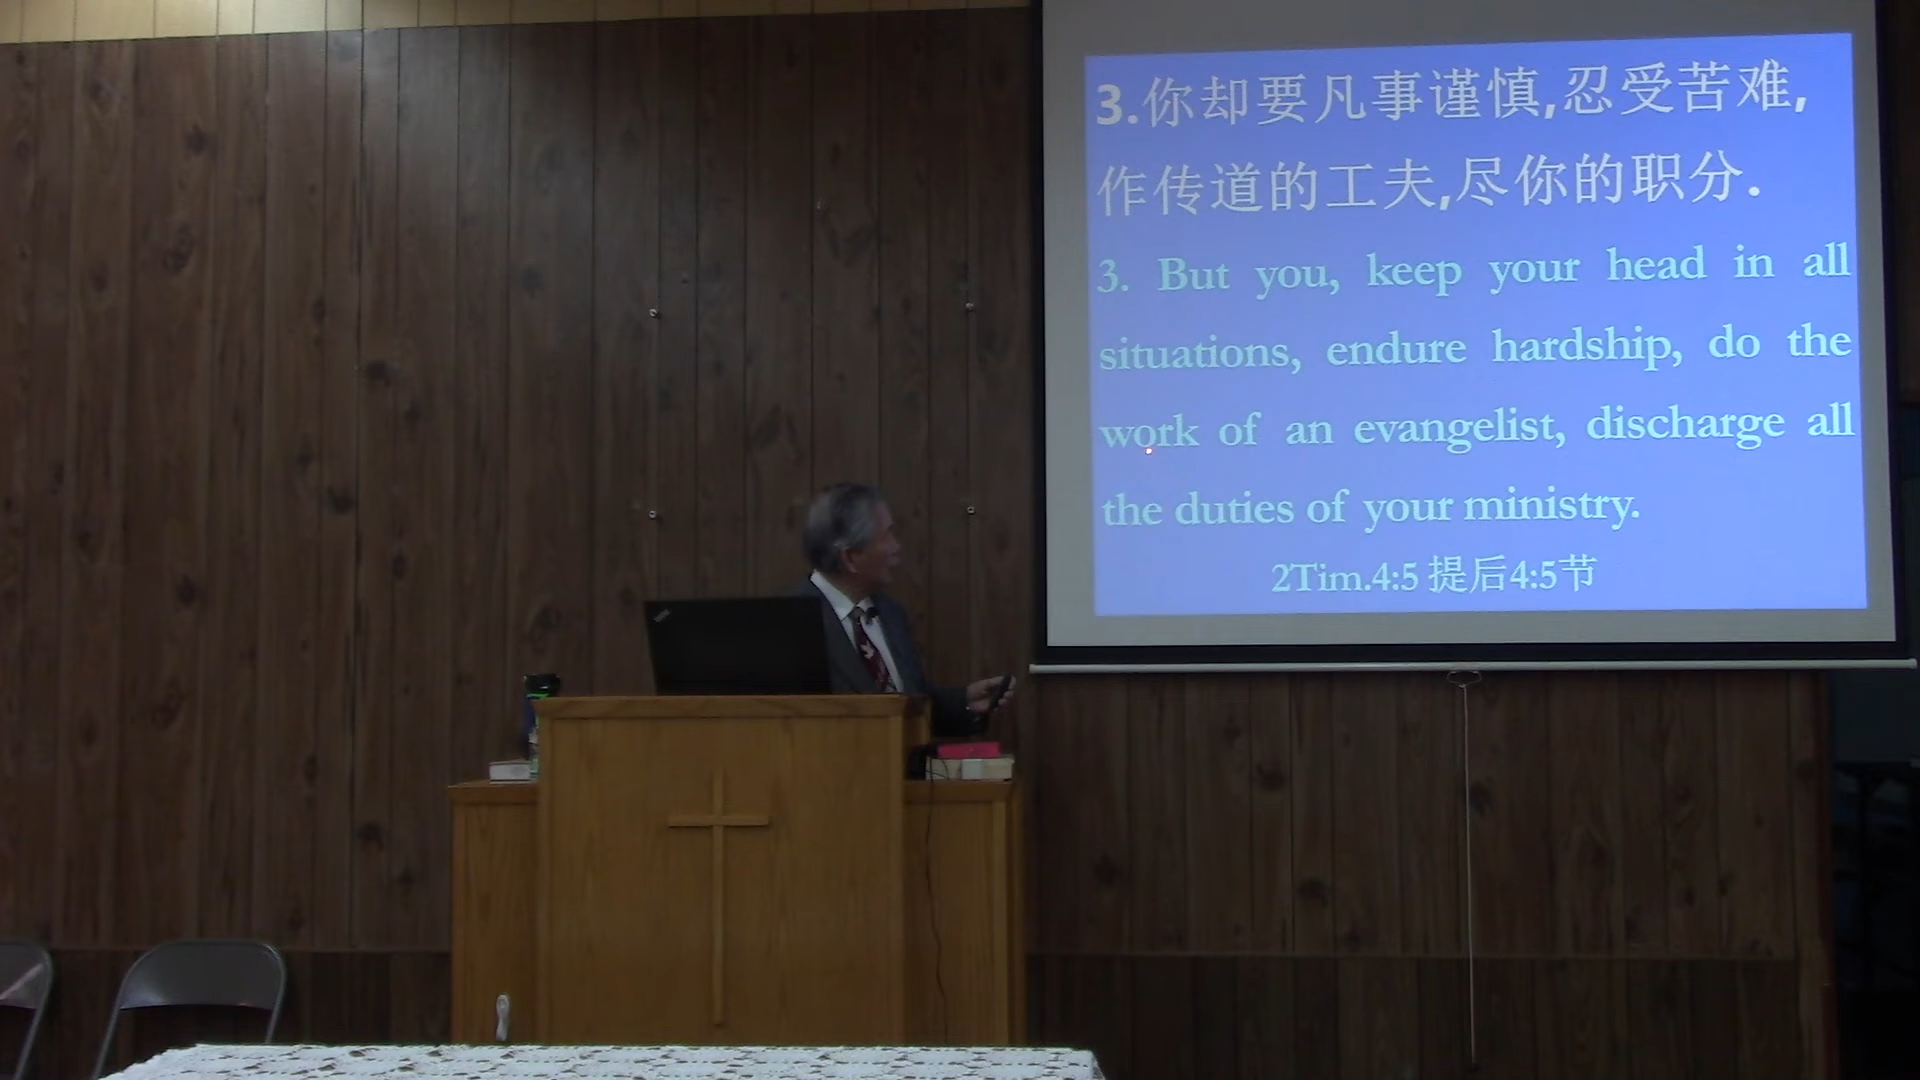 3.你却要凡事谨慎,忍受苦难,
作传道的工夫,尽你的职分.
3. But you, keep your head in all
situations, endure hardship, do the
work of an evangelist, discharge all
the duties of your ministry.
2Tim.4:5 提后4:5节